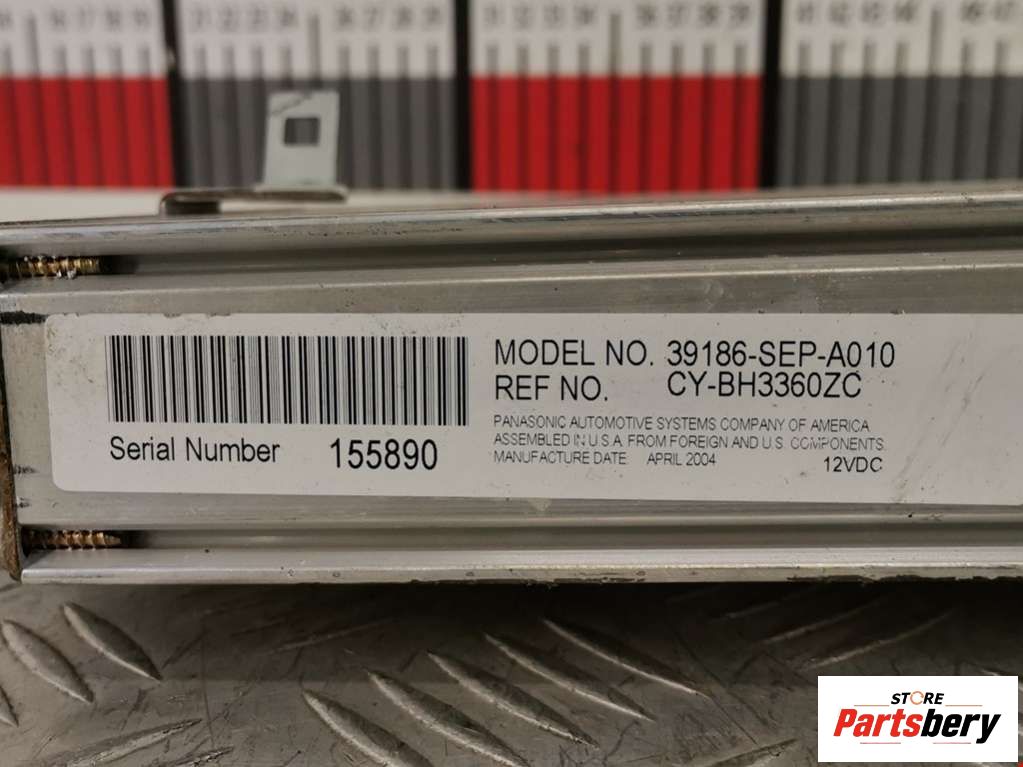 MODEL NO. 39186-SEP-A010
REF NO. CY-BH3360ZC
PANASONIC AUTOMOTIVE SYSTEMS COMPANY OF AMERICA
ASSEMBLED IN U.S.A. FROM FOREIGN AND U.S. COMPONENTS.
MANUFACTURE DATE APRIL 2004 12VDC
Serial Number 155890
STORE
Partsbery